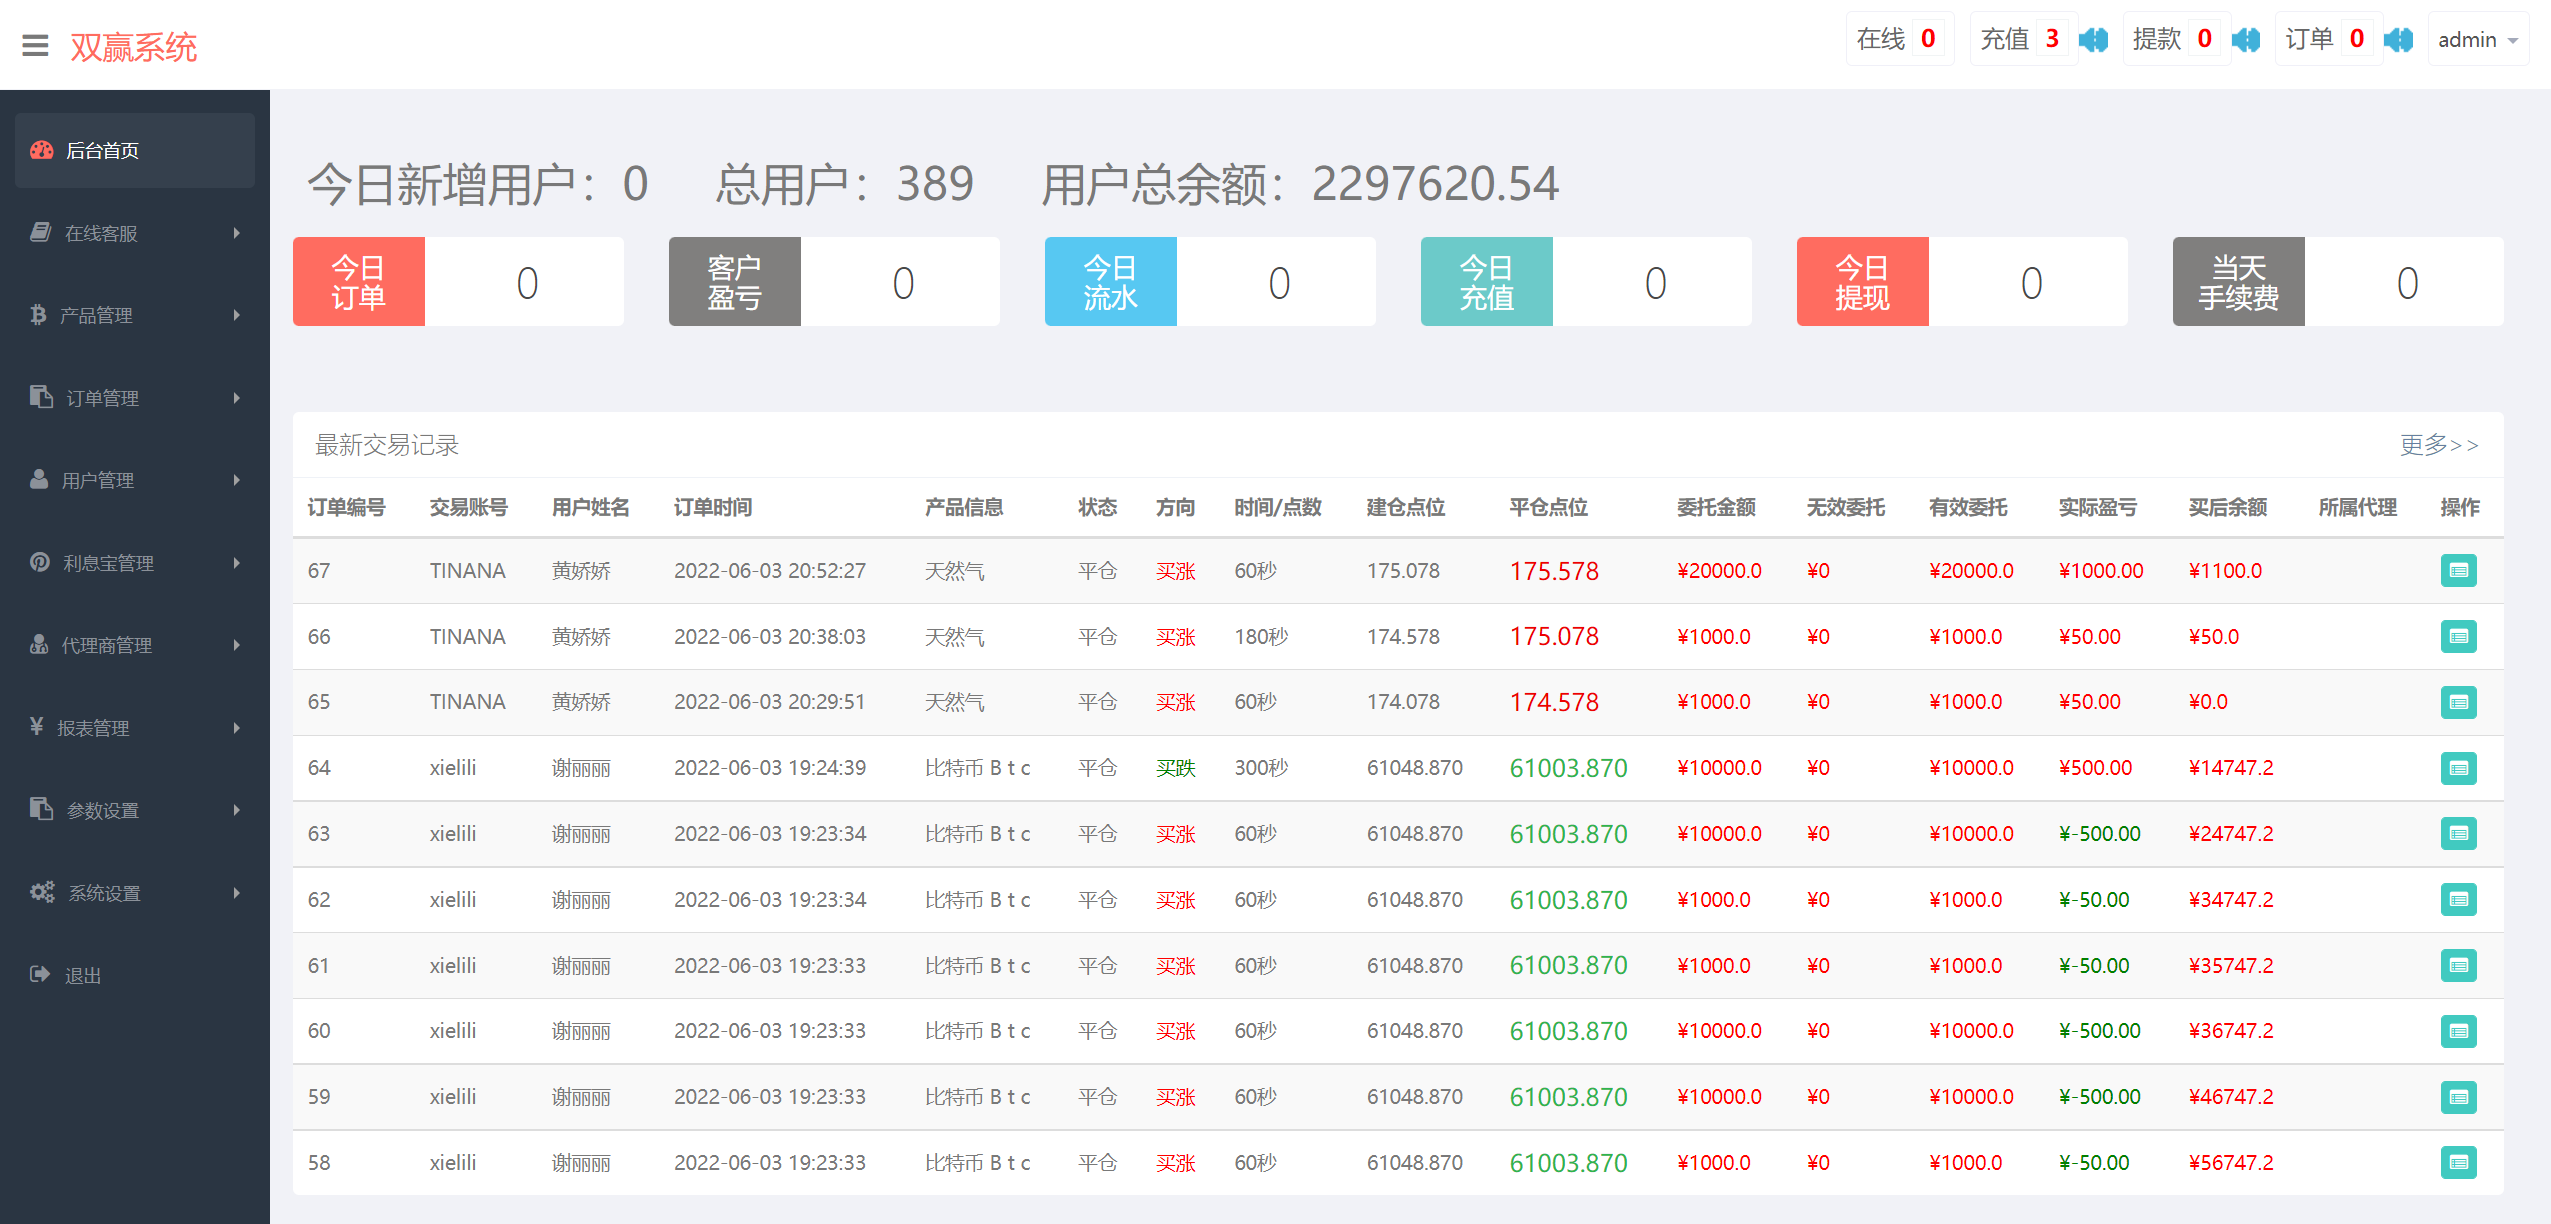 双赢系统
在线 0 充值 3 提款 0 订单 0 admin
后台首页
在线客服
产品管理
订单管理
用户管理
利息宝管理
代理商管理
报表管理
参数设置
系统设置
退出
今日新增用户：0 总用户：389 用户总余额：2297620.54
今日
订单
0
客户
盈亏
0
今日
流水
0
今日
充值
0
今日
提现
0
当天
手续费
0
最新交易记录 更多>>
订单编号 交易账号 用户姓名 订单时间 产品信息 状态 方向 时间/点数 建仓点位 平仓点位 委托金额 无效委托 有效委托 实际盈亏 买后余额 所属代理 操作
67 TINANA 黄娇娇 2022-06-03 20:52:27 天然气 平仓 买涨 60秒 175.078 175.578 ¥20000.0 ¥0 ¥20000.0 ¥1000.00 ¥1100.0
66 TINANA 黄娇娇 2022-06-03 20:38:03 天然气 平仓 买涨 180秒 174.578 175.078 ¥1000.0 ¥0 ¥1000.0 ¥50.00 ¥50.0
65 TINANA 黄娇娇 2022-06-03 20:29:51 天然气 平仓 买涨 60秒 174.078 174.578 ¥1000.0 ¥0 ¥1000.0 ¥50.00 ¥0.0
64 xielili 谢丽丽 2022-06-03 19:24:39 比特币 B t c 平仓 买跌 300秒 61048.870 61003.870 ¥10000.0 ¥0 ¥10000.0 ¥500.00 ¥14747.2
63 xielili 谢丽丽 2022-06-03 19:23:34 比特币 B t c 平仓 买涨 60秒 61048.870 61003.870 ¥10000.0 ¥0 ¥10000.0 ¥-500.00 ¥24747.2
62 xielili 谢丽丽 2022-06-03 19:23:34 比特币 B t c 平仓 买涨 60秒 61048.870 61003.870 ¥1000.0 ¥0 ¥1000.0 ¥-50.00 ¥34747.2
61 xielili 谢丽丽 2022-06-03 19:23:33 比特币 B t c 平仓 买涨 60秒 61048.870 61003.870 ¥1000.0 ¥0 ¥1000.0 ¥-50.00 ¥35747.2
60 xielili 谢丽丽 2022-06-03 19:23:33 比特币 B t c 平仓 买涨 60秒 61048.870 61003.870 ¥10000.0 ¥0 ¥10000.0 ¥-500.00 ¥36747.2
59 xielili 谢丽丽 2022-06-03 19:23:33 比特币 B t c 平仓 买涨 60秒 61048.870 61003.870 ¥10000.0 ¥0 ¥10000.0 ¥-500.00 ¥46747.2
58 xielili 谢丽丽 2022-06-03 19:23:33 比特币 B t c 平仓 买涨 60秒 61048.870 61003.870 ¥1000.0 ¥0 ¥1000.0 ¥-50.00 ¥56747.2